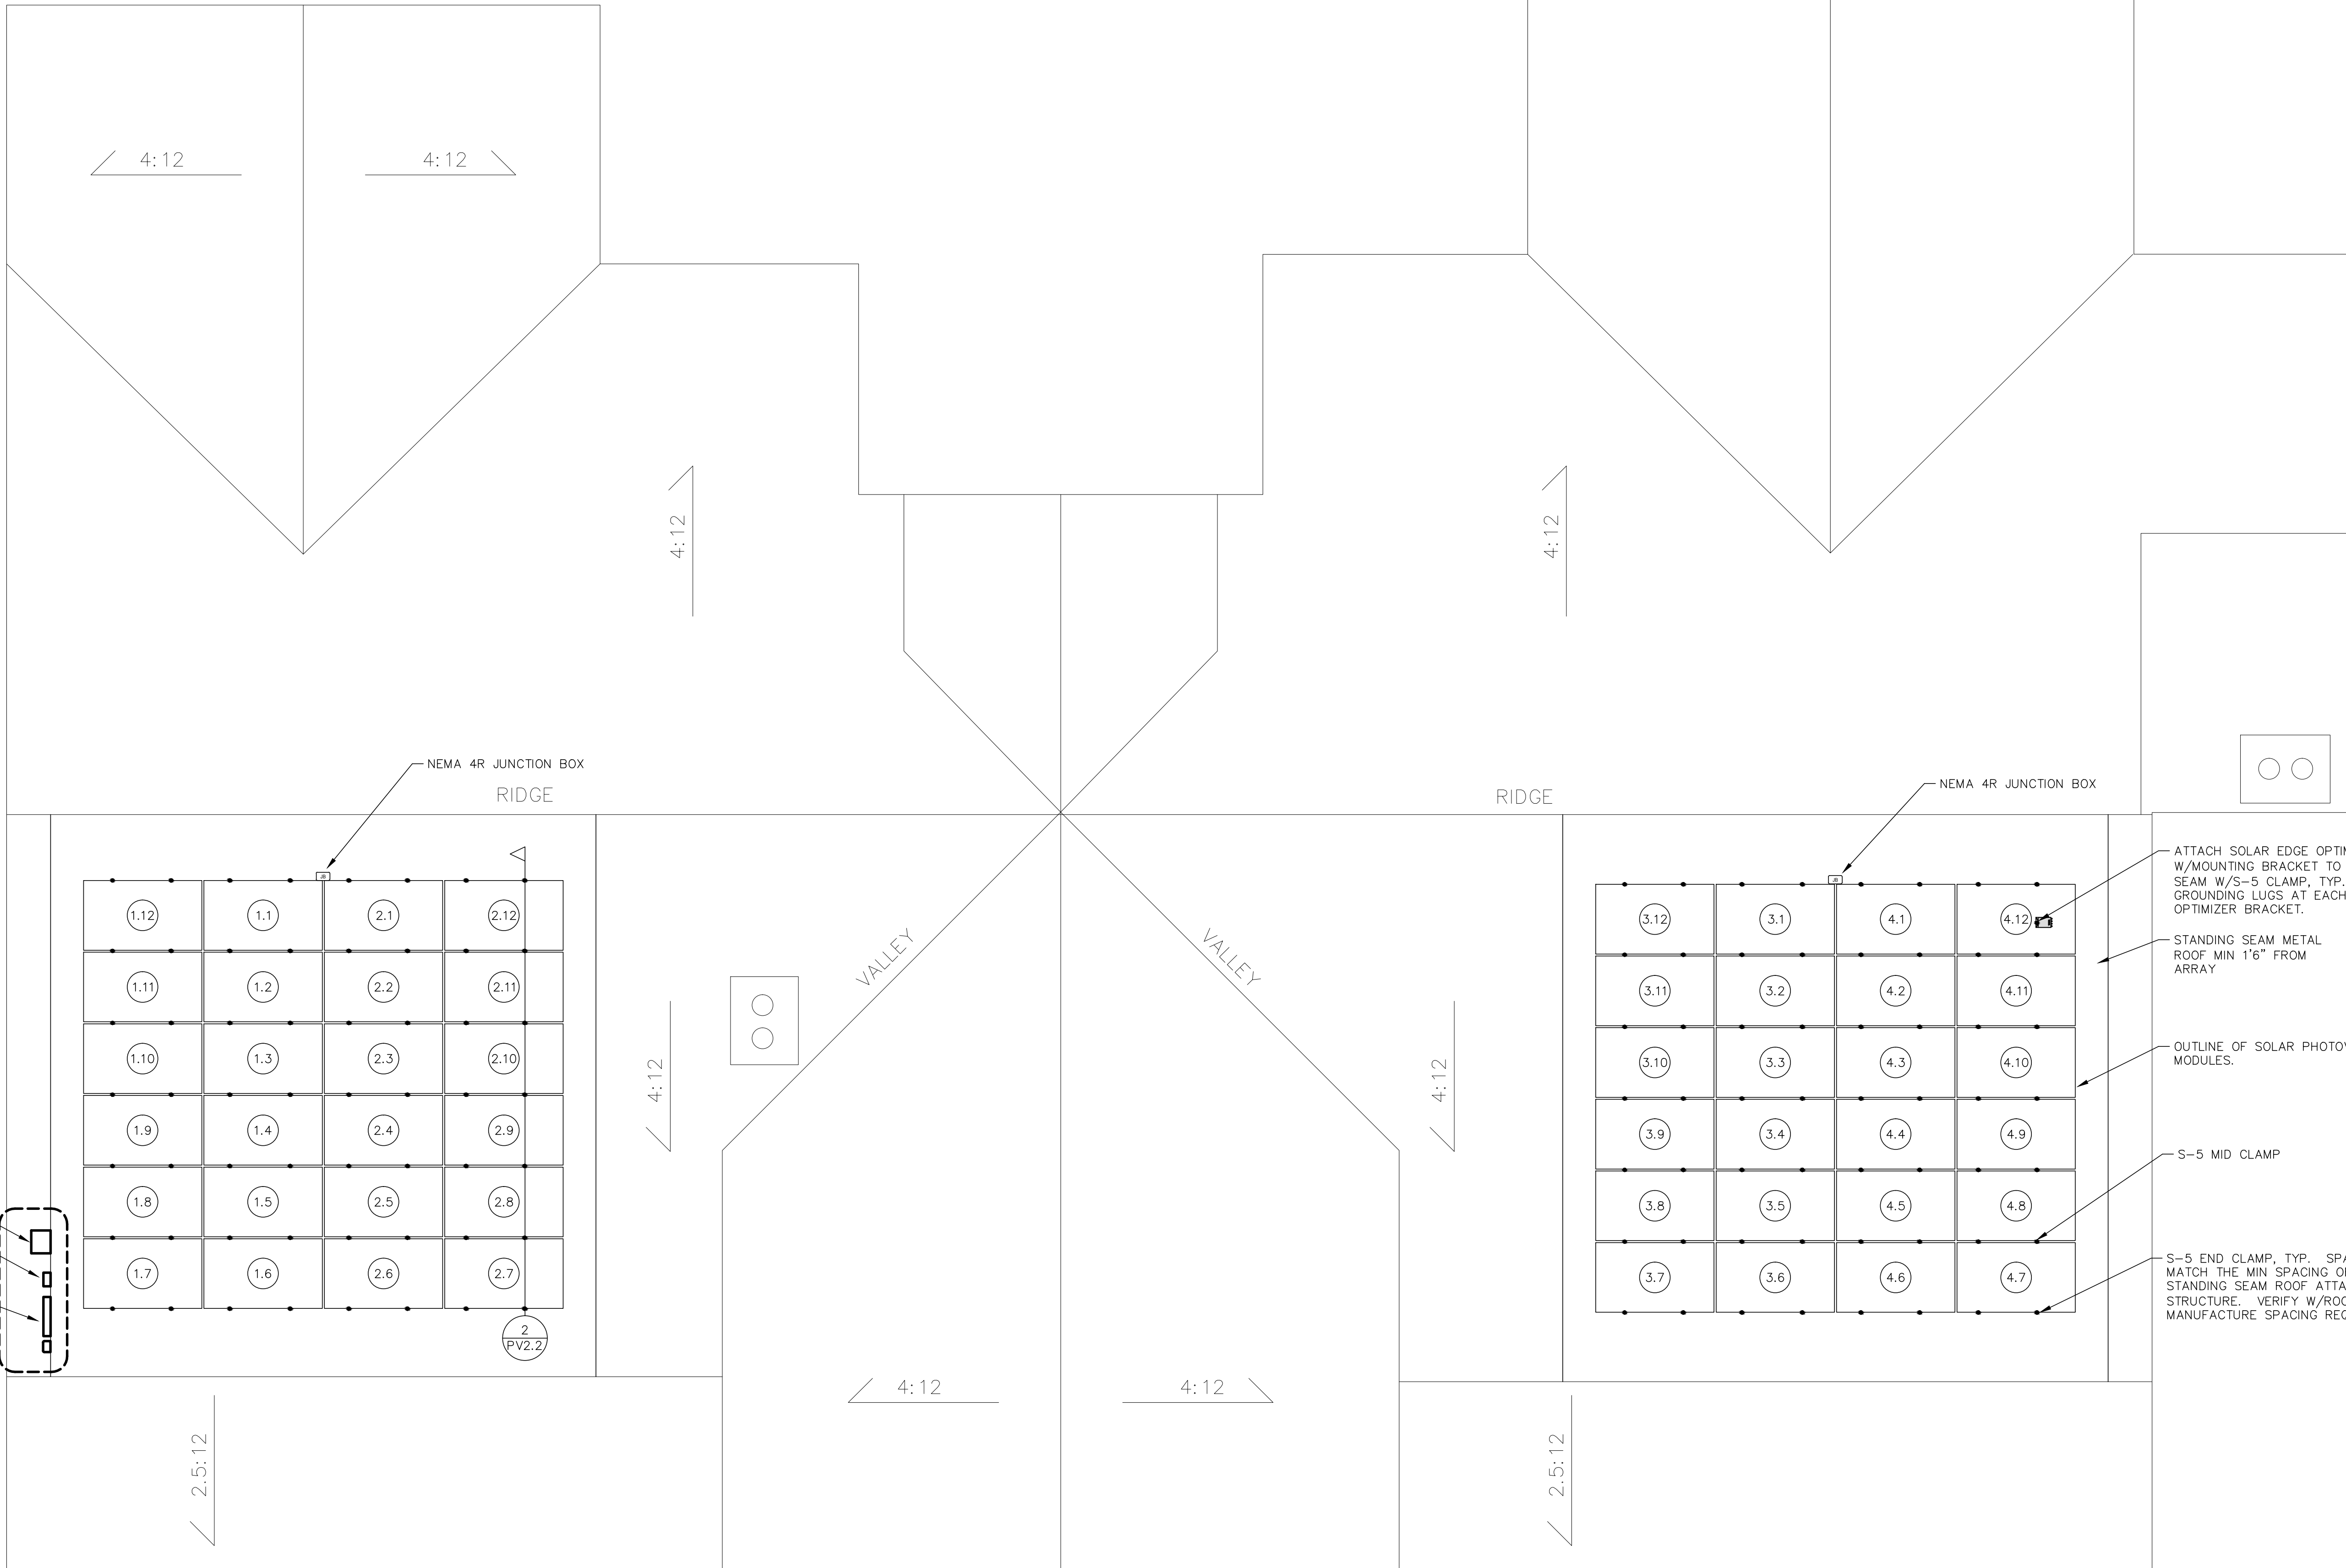 4:12
4:12
4:12
4:12
NEMA 4R JUNCTION BOX
RIDGE
RIDGE
NEMA 4R JUNCTION BOX
JB
1.12
1.1
2.1
2.12
1.11
1.2
2.2
2.11
1.10
1.3
2.3
2.10
1.9
1.4
2.4
2.9
1.8
1.5
2.5
2.8
1.7
1.6
2.6
2.7
2
PV2.2
VALLEY
VALLEY
4:12
4:12
4:12
4:12
2.5:12
2.5:12
JB
3.12
3.1
4.1
4.12
3.11
3.2
4.2
4.11
3.10
3.3
4.3
4.10
3.9
3.4
4.4
4.9
3.8
3.5
4.5
4.8
3.7
3.6
4.6
4.7
ATTACH SOLAR EDGE
W/MOUNTING BRACKET TO
SEAM W/S-5 CLAMP, TYP.
GROUNDING LUGS AT EACH
OPTIMIZER BRACKET.
STANDING SEAM METAL
ROOF MIN 1'6" FROM
ARRAY
OUTLINE OF SOLAR
MODULES.
S-5 MID CLAMP
S-5 END CLAMP, TYP.
MATCH THE MIN SPACING
STANDING SEAM ROOF
STRUCTURE. VERIFY
MANUFACTURE SPACING